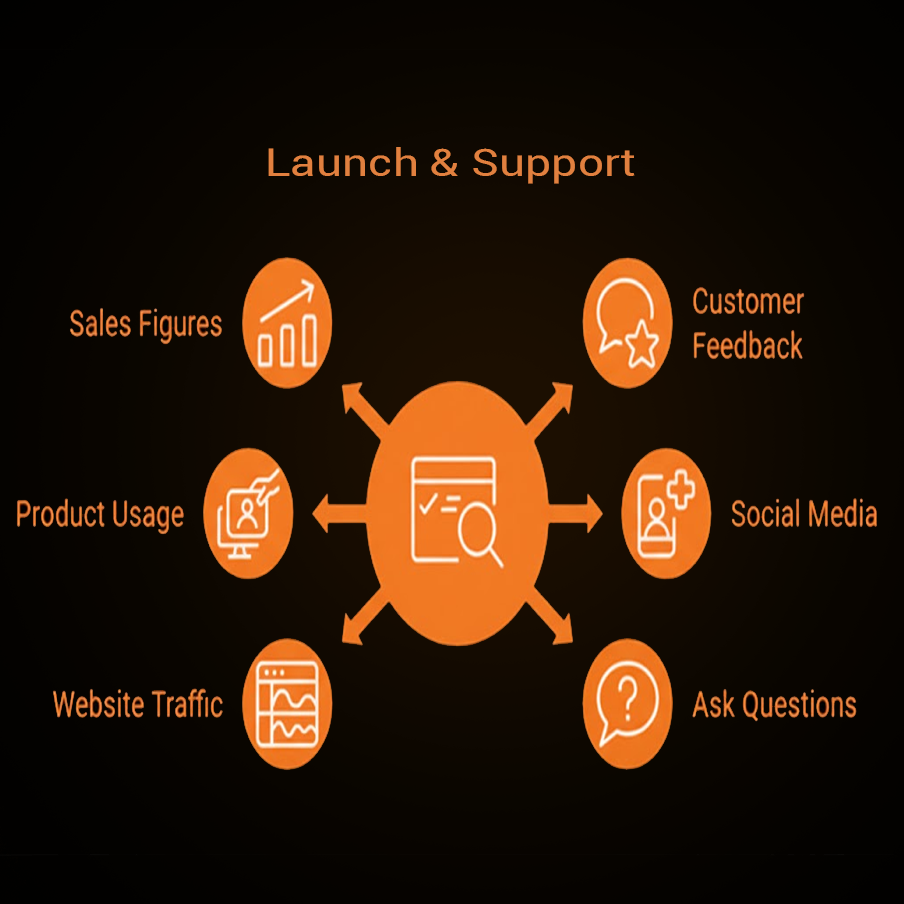 Launch & Support
Sales Figures
Customer
Feedback
Product Usage
Social Media
Website Traffic
Ask Questions